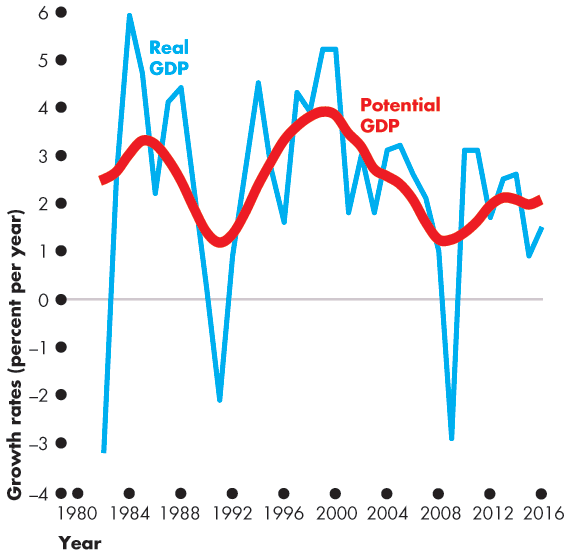 6
5
4
3
2
1
0
–1
–2
–3
–4
Growth rates (percent per year)
Real
GDP
Potential
GDP
1980 1984 1988 1992 1996 2000 2004 2008 2012 2016
Year